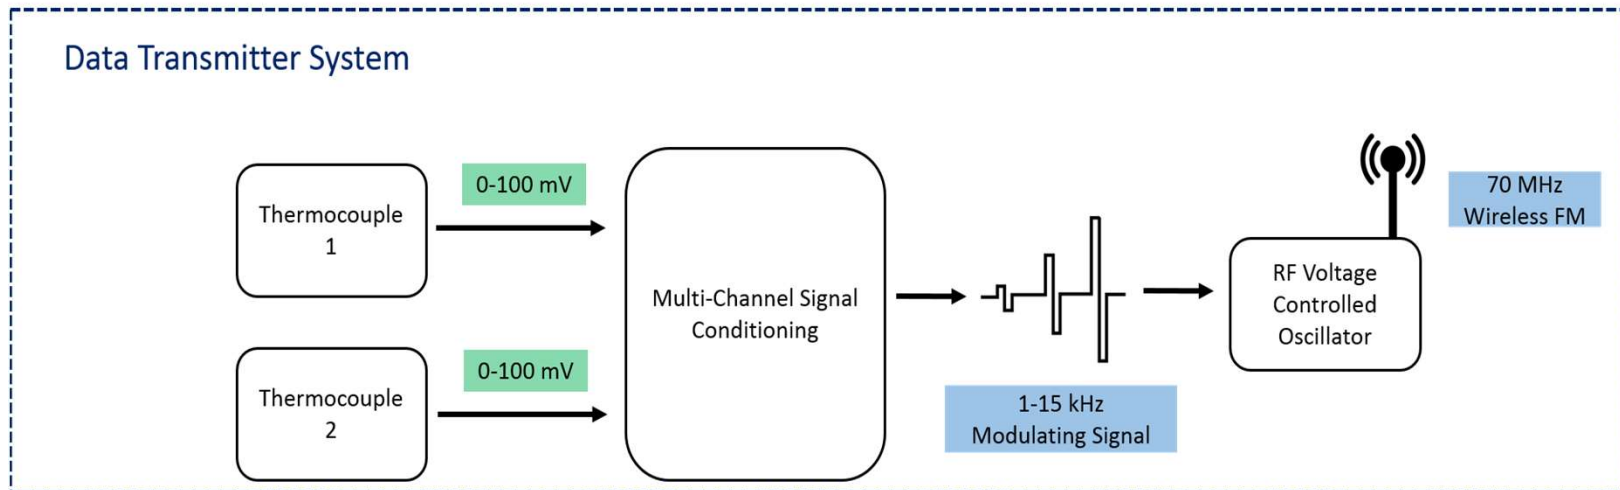 Data Transmitter System
Thermocouple
1
0-100 mV
Thermocouple
2
0-100 mV
Multi-Channel Signal
Conditioning
1-15 kHz
Modulating Signal
RF Voltage
Controlled
Oscillator
70 MHz
Wireless FM